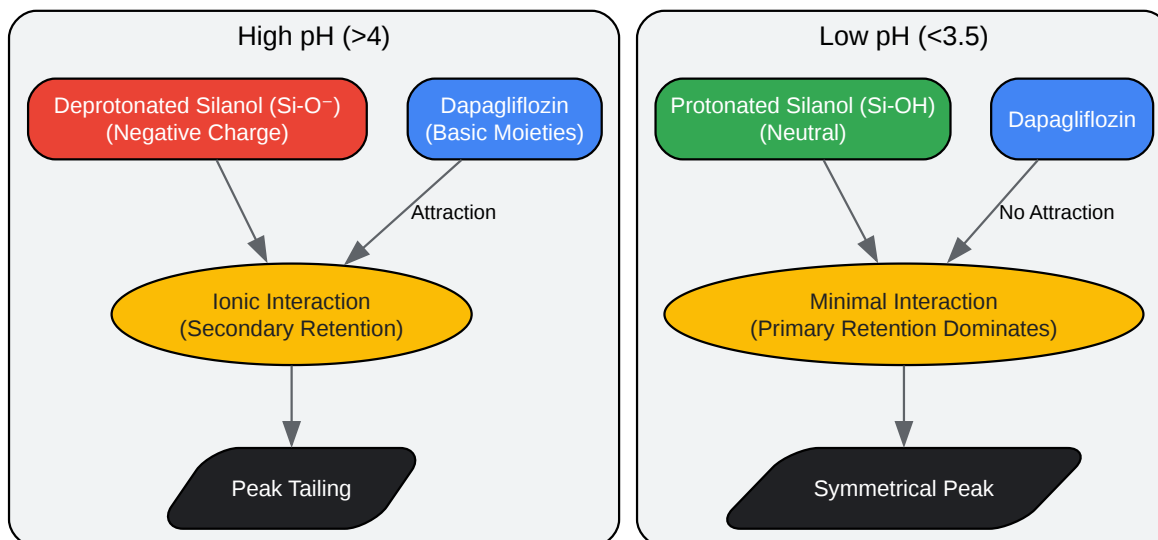 High pH (>4)
Deprotonated Silanol (Si-O⁻)
(Negative Charge)
Dapagliflozin
(Basic Moieties)
Attraction
Ionic Interaction
(Secondary Retention)
Peak Tailing
Low pH (<3.5)
Protonated Silanol (Si-OH)
(Neutral)
Dapagliflozin
No Attraction
Minimal Interaction
(Primary Retention Dominates)
Symmetrical Peak